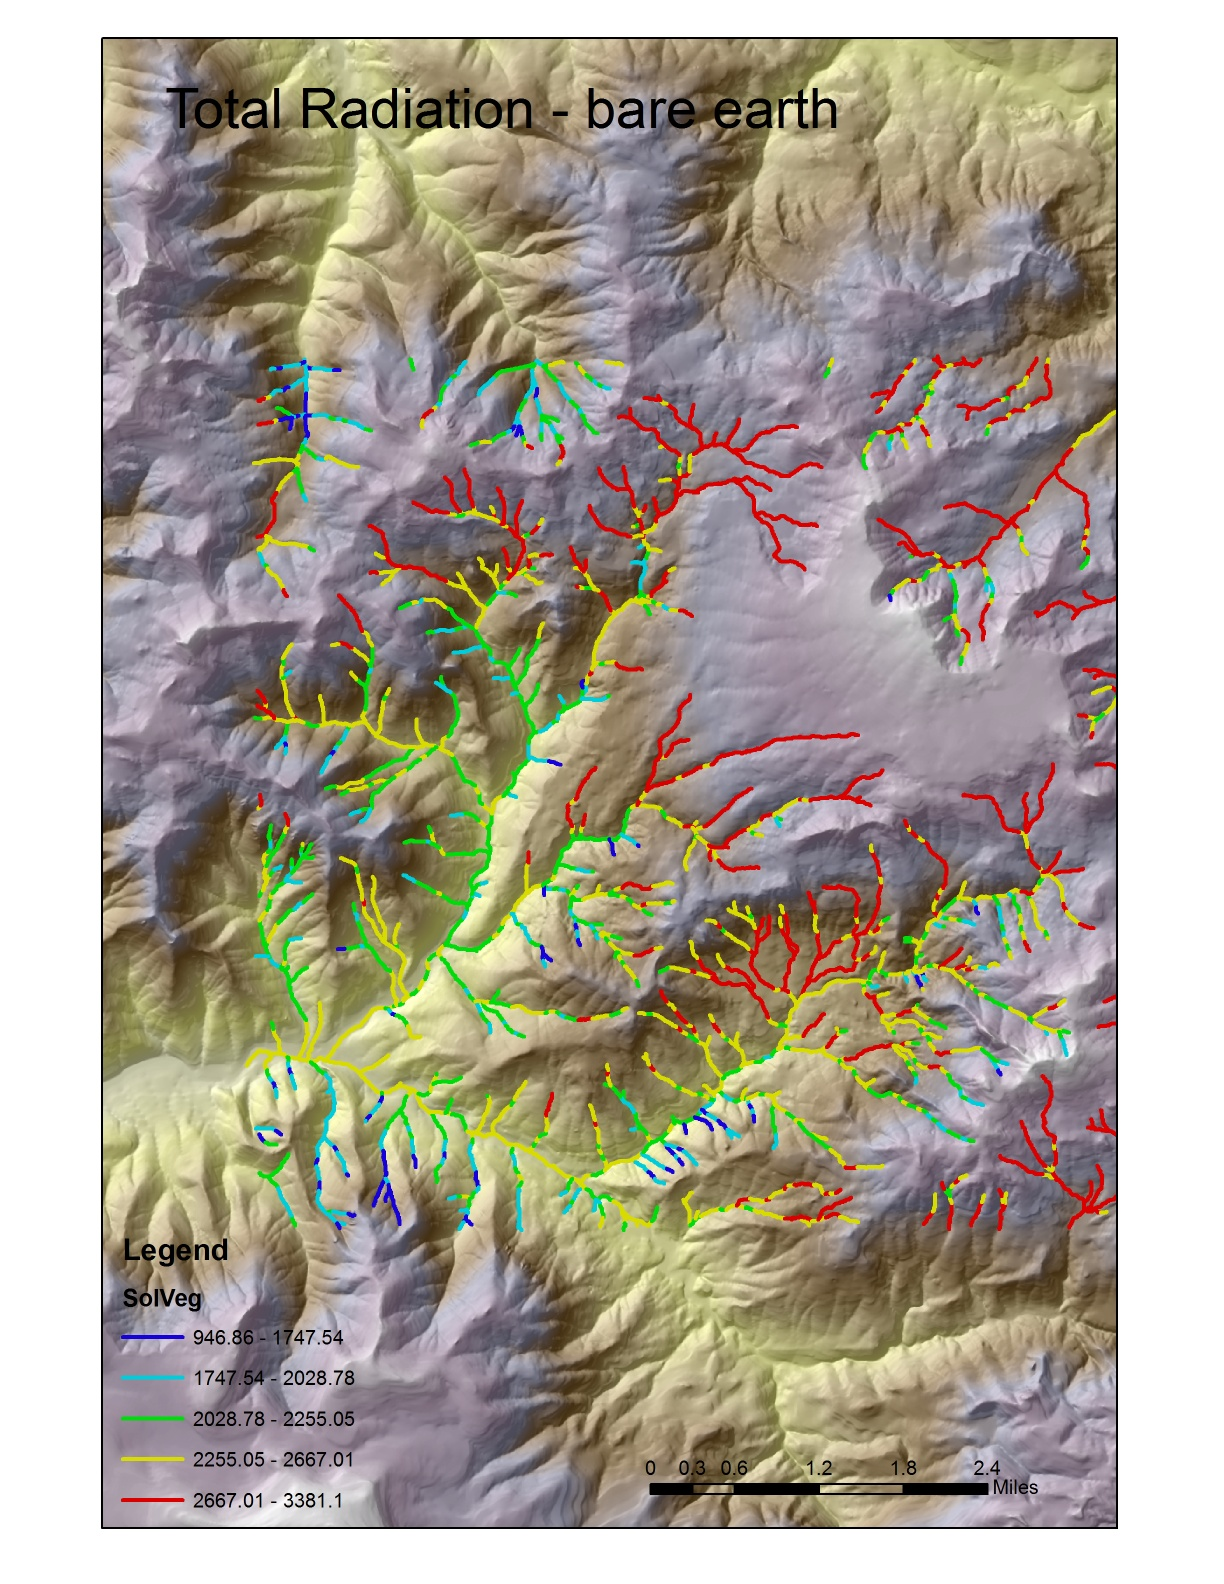 Total Radiation - bare earth
Legend
SolVeg
946.86 - 1747.54
1747.54 - 2028.78
2028.78 - 2255.05
2255.05 - 2667.01
2667.01 - 3381.1
0 0.3 0.6 1.2 1.8 2.4
Miles